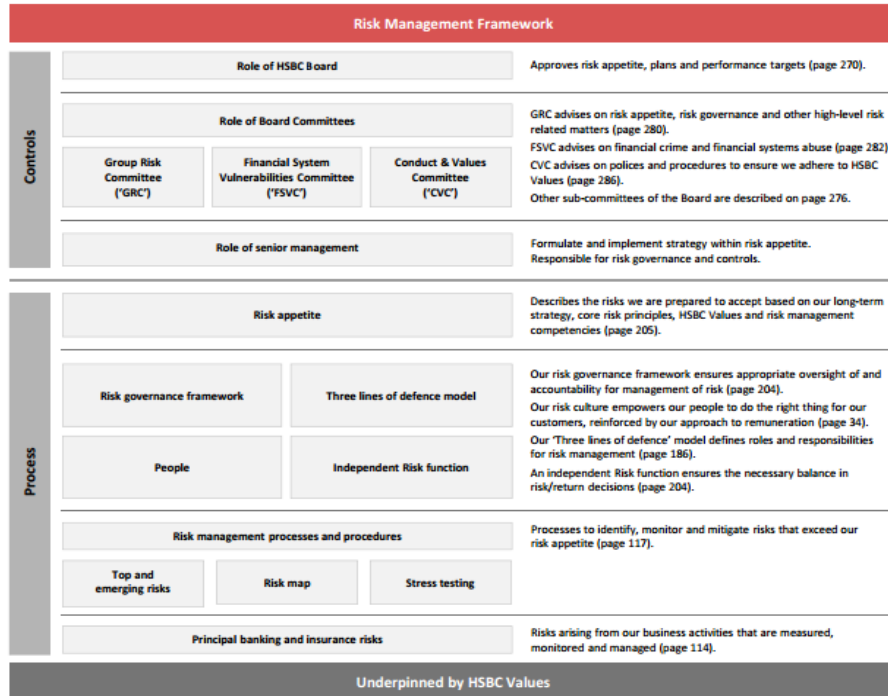 Risk Management Framework
Controls
Role of HSBC Board
Approves risk appetite, plans and performance targets (page 270).
Role of Board Committees
Group Risk
Committee
('GRC')
Financial System
Vulnerabilities Committee
('FSVC')
Conduct & Values
Committee
('CVC')
GRC advises on risk appetite, risk governance and other high-level risk
related matters (page 280).
FSVC advises on financial crime and financial systems abuse (page 282)
CVC advises on polices and procedures to ensure we adhere to HSBC
Values (page 286).
Other sub-committees of the Board are described on page 276.
Role of senior management
Formulate and implement strategy within risk appetite.
Responsible for risk governance and controls.
Process
Risk appetite
Describes the risks we are prepared to accept based on our long-term
strategy, core risk principles, HSBC Values and risk management
competencies (page 205).
Risk governance framework
Three lines of defence model
People
Independent Risk function
Our risk governance framework ensures appropriate oversight of and
accountability for management of risk (page 204).
Our risk culture empowers our people to do the right thing for our
customers, reinforced by our approach to remuneration (page 34).
Our 'Three lines of defence' model defines roles and responsibilities
for risk management (page 186).
An independent Risk function ensures the necessary balance in
risk/return decisions (page 204).
Risk management processes and procedures
Top and
emerging risks
Risk map
Stress testing
Processes to identify, monitor and mitigate risks that exceed our
risk appetite (page 117).
Principal banking and insurance risks
Risks arising from our business activities that are measured,
monitored and managed (page 114).
Underpinned by HSBC Values